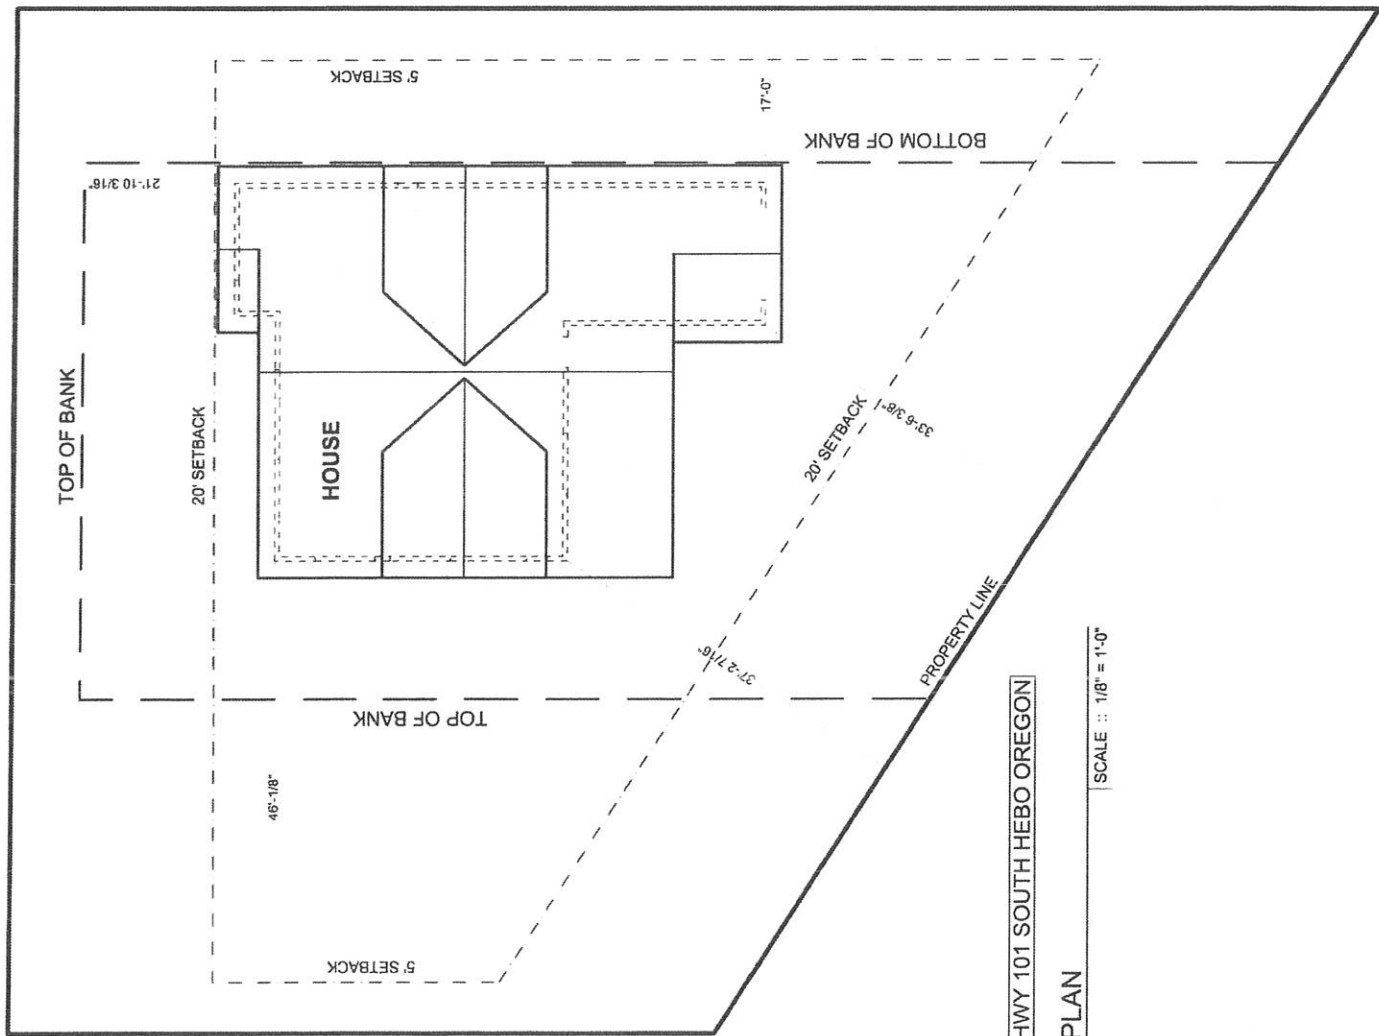 5' SETBACK
17'-0"
BOTTOM OF BANK
21'-10 3/16"
TOP OF BANK
20' SETBACK
HOUSE
20' SETBACK
33'-6 3/8"
37'-2 7/16"
PROPERTY LINE
TOP OF BANK
46'-1/8"
5' SETBACK
HWY 101 SOUTH HEBO OREGON
PLAN
SCALE :: 1/8" = 1'-0"